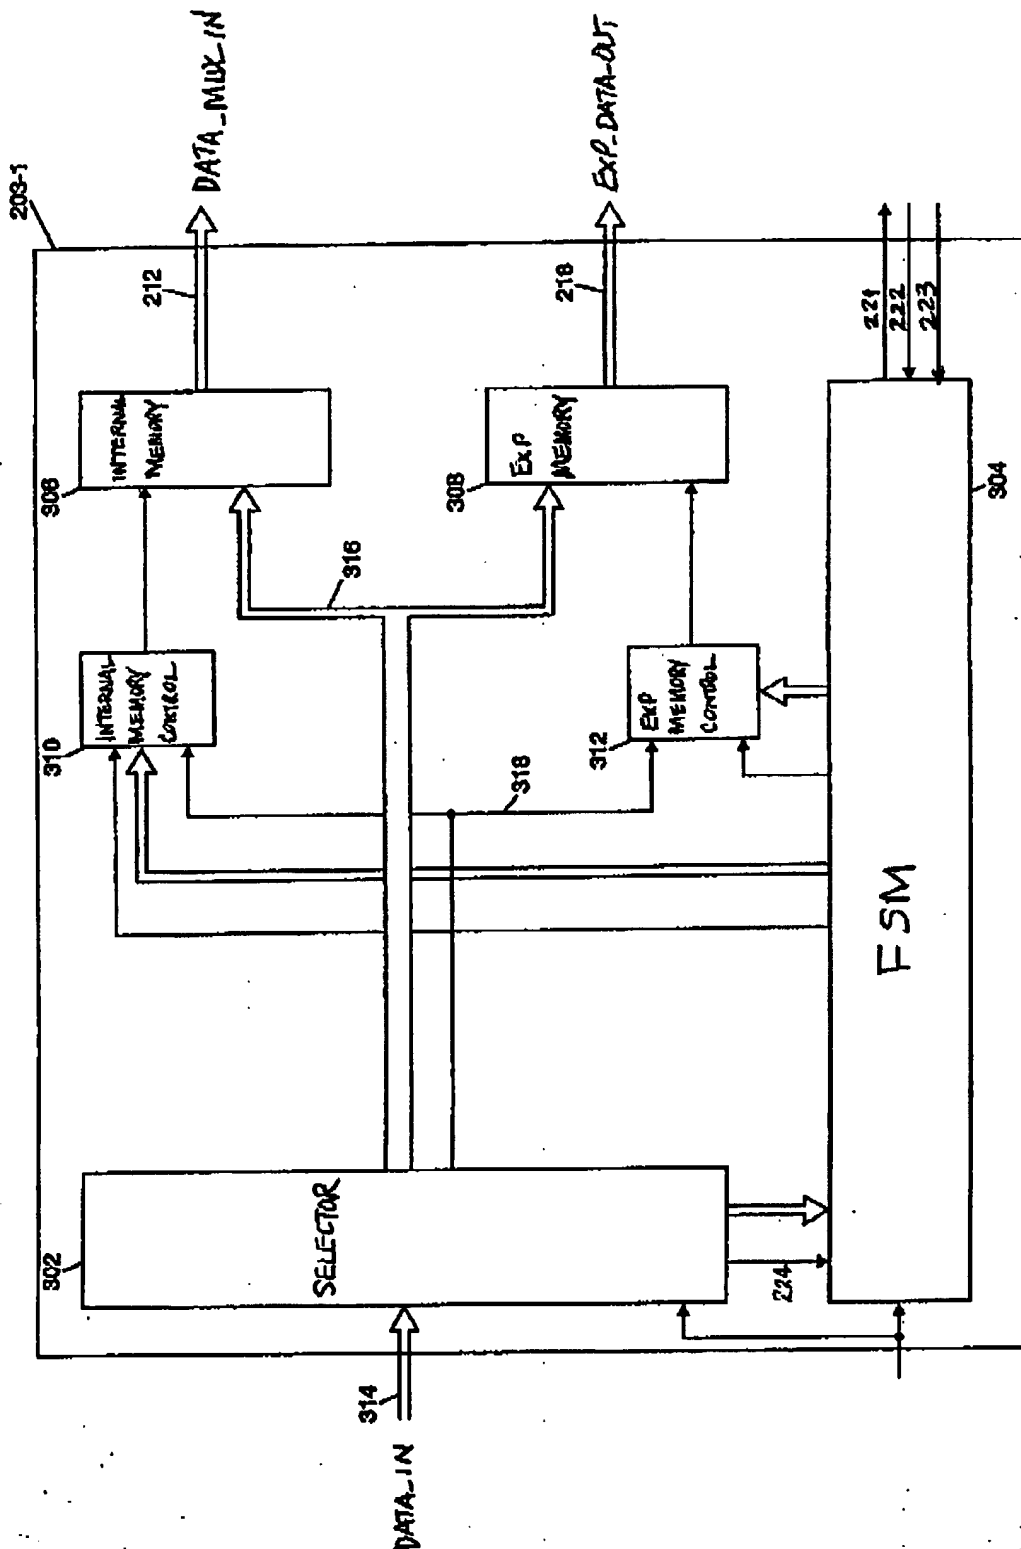 203-1
DATA_MUX_IN
212
INTERNAL
MEMORY
306
310
INTERNAL
MEMORY
CONTROL
316
EXP_DATA_OUT
218
EXP
MEMORY
308
312
EXP
MEMORY
CONTROL
318
221
222
223
304
FSM
302
SELECTOR
224
314
DATA_IN